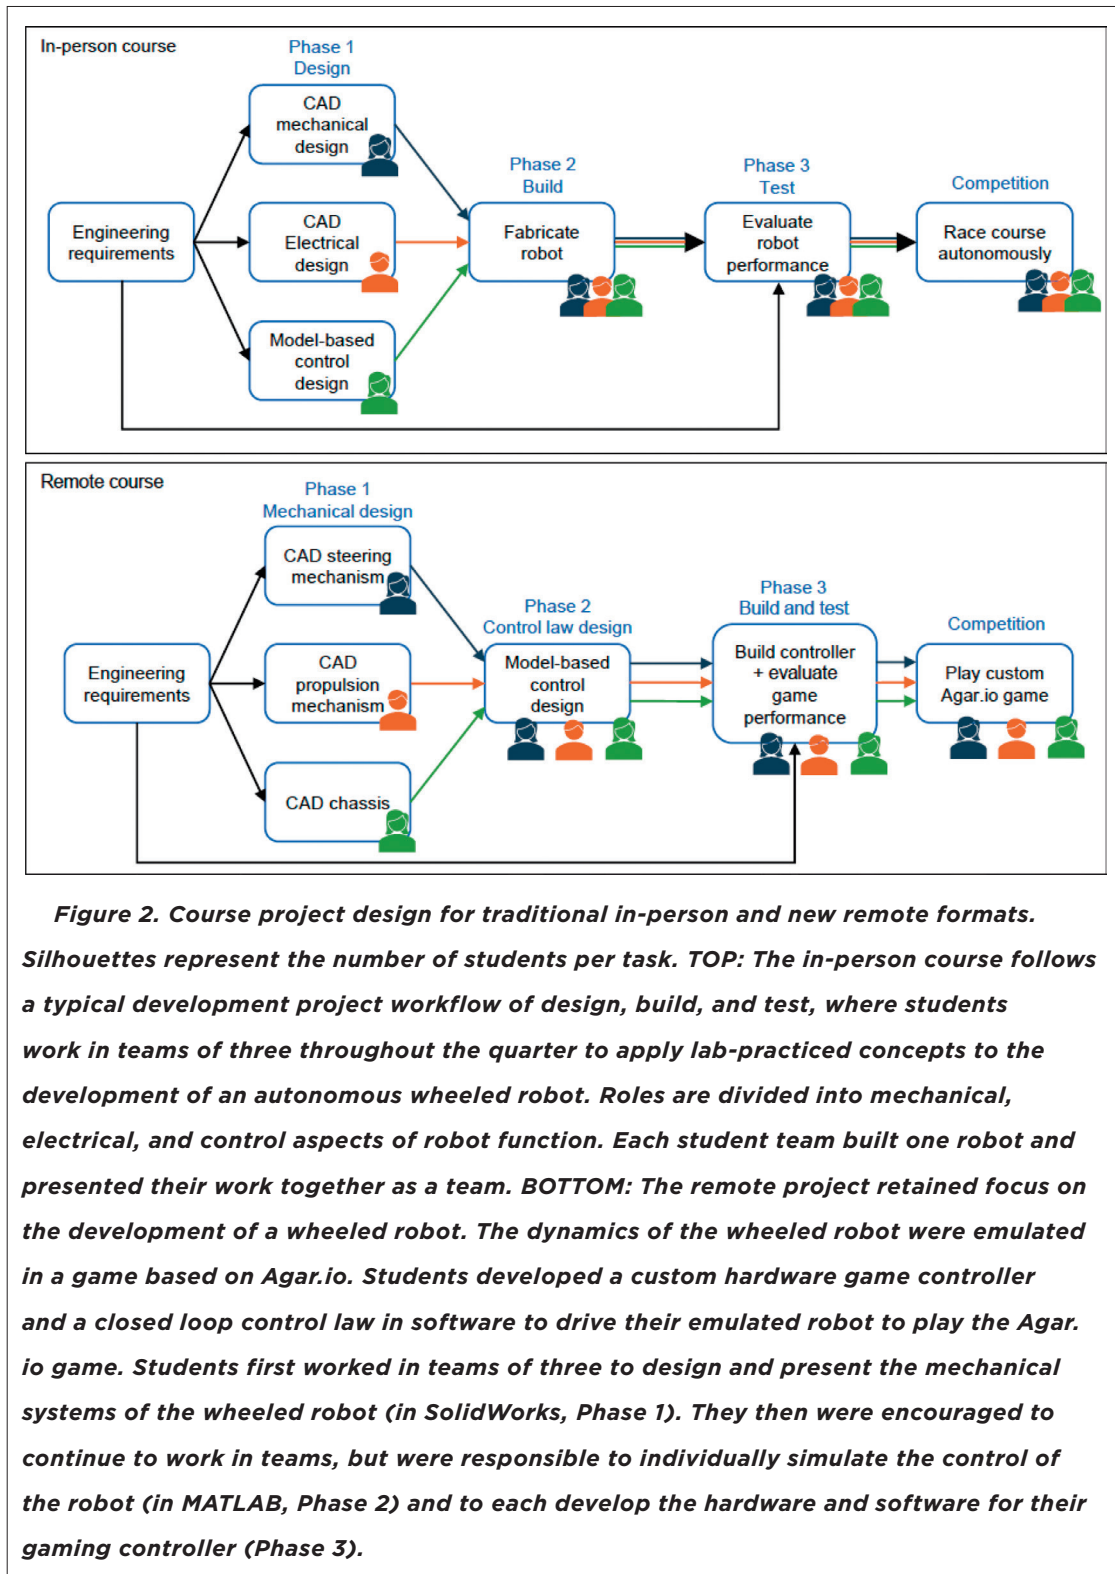 In-person course
Phase 1
Design
CAD
mechanical
design
Engineering
requirements
CAD
Electrical
design
Model-based
control
design
Phase 2
Build
Fabricate
robot
Phase 3
Test
Evaluate
robot
performance
Competition
Race course
autonomously
Remote course
Phase 1
Mechanical design
CAD steering
mechanism
Engineering
requirements
CAD
propulsion
mechanism
CAD chassis
Phase 2
Control law design
Model-based
control
design
Phase 3
Build and test
Build controller
+ evaluate
game
performance
Competition
Play custom
Agar.io game
Figure 2. Course project design for traditional in-person and new remote formats.
Silhouettes represent the number of students per task. TOP: The in-person course follows
a typical development project workflow of design, build, and test, where students
work in teams of three throughout the quarter to apply lab-practiced concepts to the
development of an autonomous wheeled robot. Roles are divided into mechanical,
electrical, and control aspects of robot function. Each student team built one robot and
presented their work together as a team. BOTTOM: The remote project retained focus on
the development of a wheeled robot. The dynamics of the wheeled robot were emulated
in a game based on Agar.io. Students developed a custom hardware game controller
and a closed loop control law in software to drive their emulated robot to play the Agar.
io game. Students first worked in teams of three to design and present the mechanical
systems of the wheeled robot (in SolidWorks, Phase 1). They then were encouraged to
continue to work in teams, but were responsible to individually simulate the control of
the robot (in MATLAB, Phase 2) and to each develop the hardware and software for their
gaming controller (Phase 3).